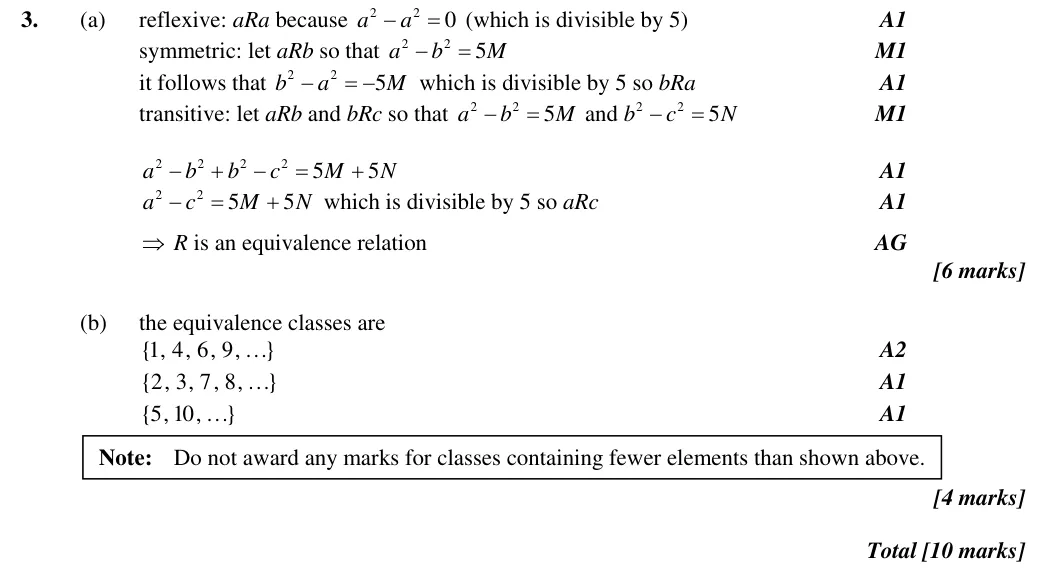 3. (a) reflexive: aRa because a² − a² = 0 (which is divisible by 5) A1
symmetric: let aRb so that a² − b² = 5M M1
it follows that b² − a² = −5M which is divisible by 5 so bRa A1
transitive: let aRb and bRc so that a² − b² = 5M and b² − c² = 5N M1
a² − b² + b² − c² = 5M + 5N A1
a² − c² = 5M + 5N which is divisible by 5 so aRc A1
⇒ R is an equivalence relation AG
[6 marks]
(b) the equivalence classes are
{1, 4, 6, 9, …} A2
{2, 3, 7, 8, …} A1
{5, 10, …} A1
Note: Do not award any marks for classes containing fewer elements than shown above.
[4 marks]
Total [10 marks]